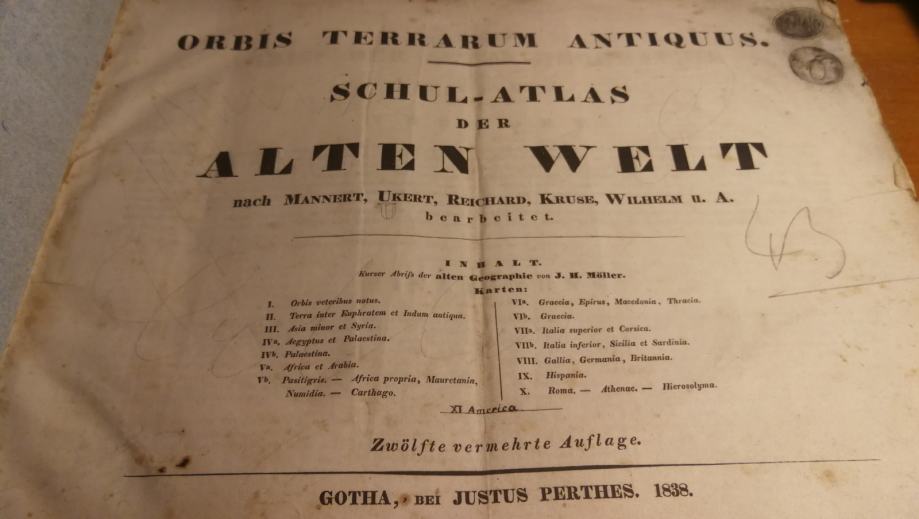 ORBIS TERRARUM ANTIQUUS.
SCHUL-ATLAS
DER
ALTEN WELT
nach MANNERT, UKERT, REICHARD, KRUSE, WILHELM u. A.
bearbeitet.
INHALT.
Kurzer Abriſs der alten Geographie von J. H. Möller.
Karten:
I. Orbis veteribus notus.
II. Terra inter Euphratem et Indum antiqua.
III. Asia minor et Syria.
IVa. Aegyptus et Palaestina.
IVb. Palaestina.
Va. Africa et Arabia.
Vb. Pasitigris. — Africa propria, Mauretania,
Numidia. — Carthago.
VIa. Graecia, Epirus, Macedonia, Thracia.
VIb. Graecia.
VIIa. Italia superior et Corsica.
VIIb. Italia inferior, Sicilia et Sardinia.
VIII. Gallia, Germania, Britannia.
IX. Hispania.
X. Roma. — Athenae. — Hierosolyma.
XI America
Zwölfte vermehrte Auflage.
GOTHA, BEI JUSTUS PERTHES. 1838.